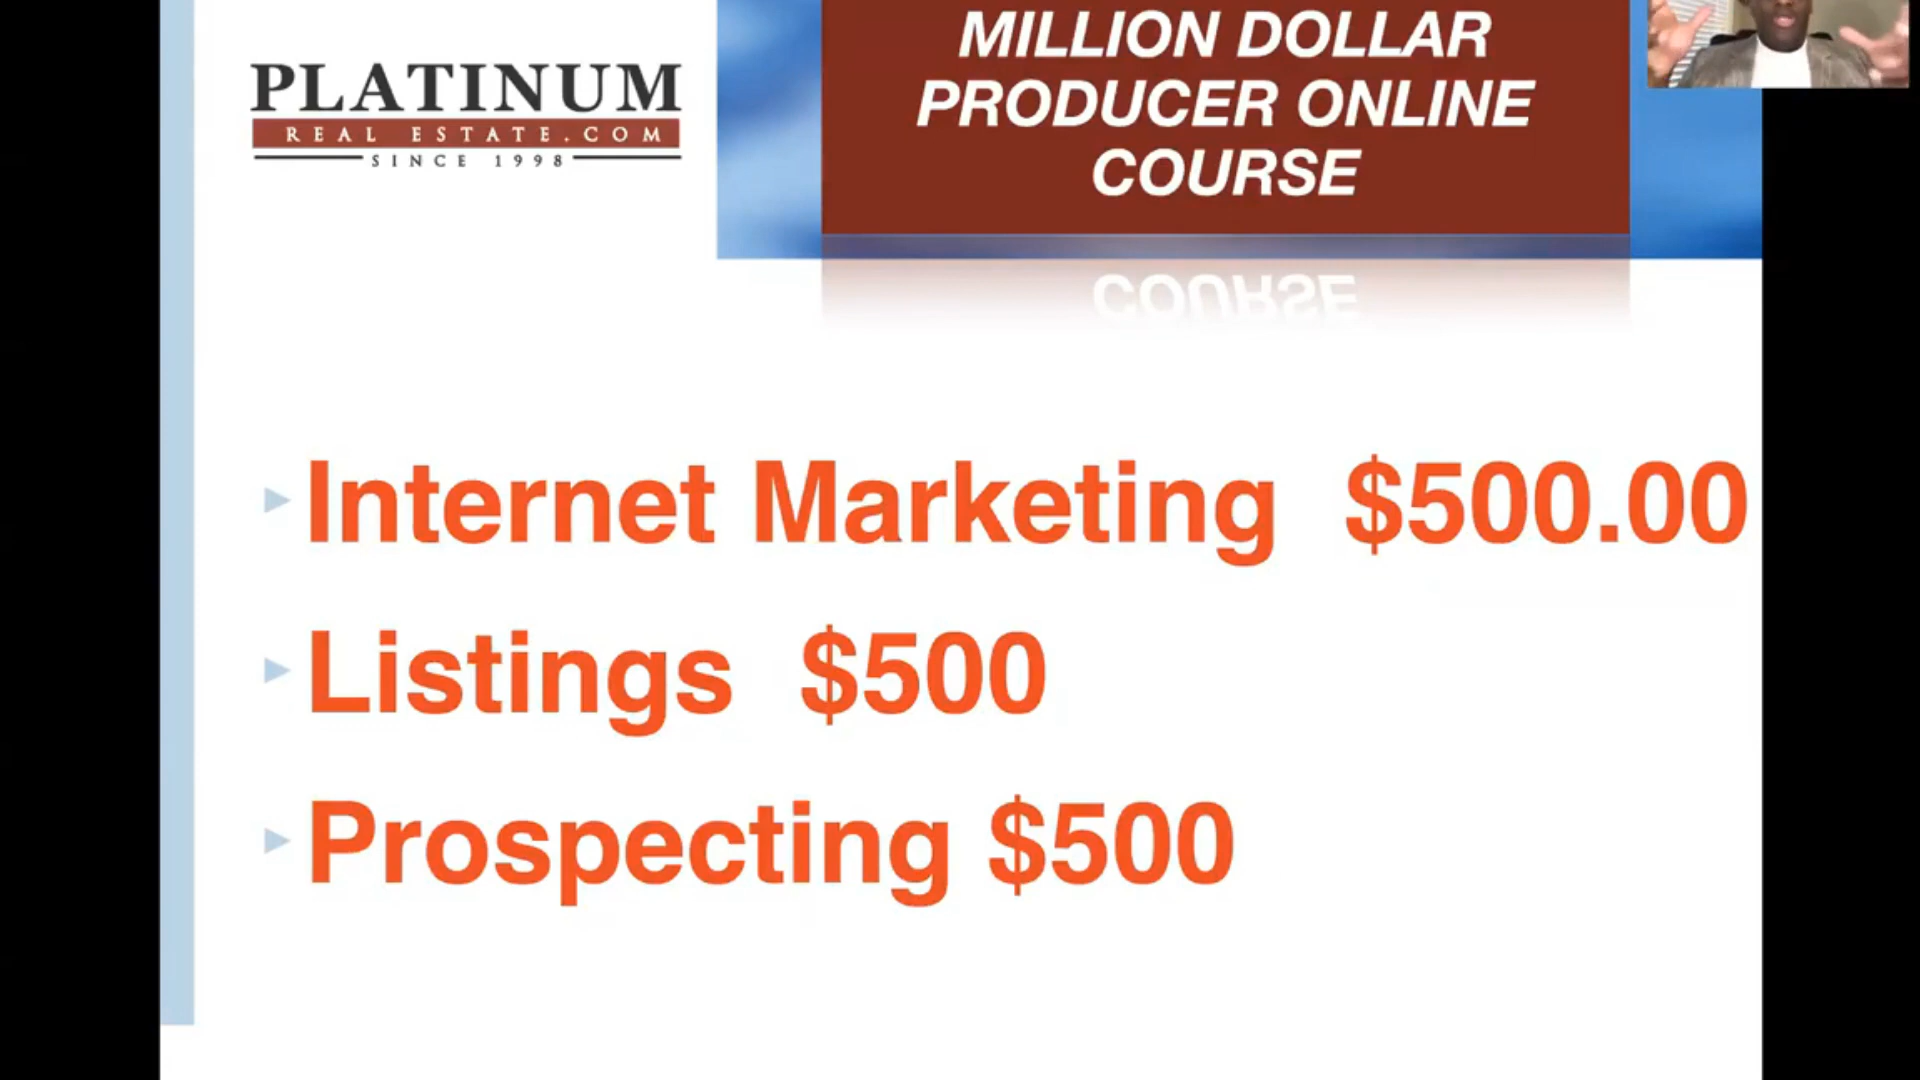 PLATINUM
REAL ESTATE.COM
SINCE 1998
MILLION DOLLAR
PRODUCER ONLINE
COURSE
Internet Marketing $500.00
Listings $500
Prospecting $500